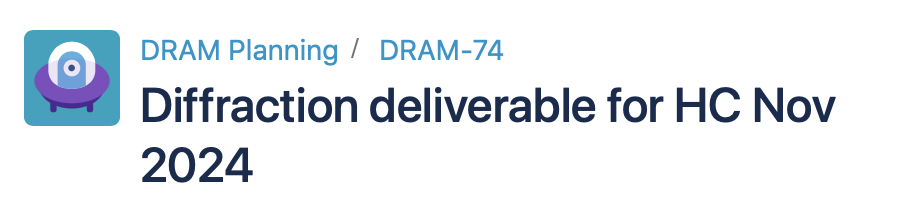 DRAM Planning / DRAM-74
Diffraction deliverable for HC Nov
2024